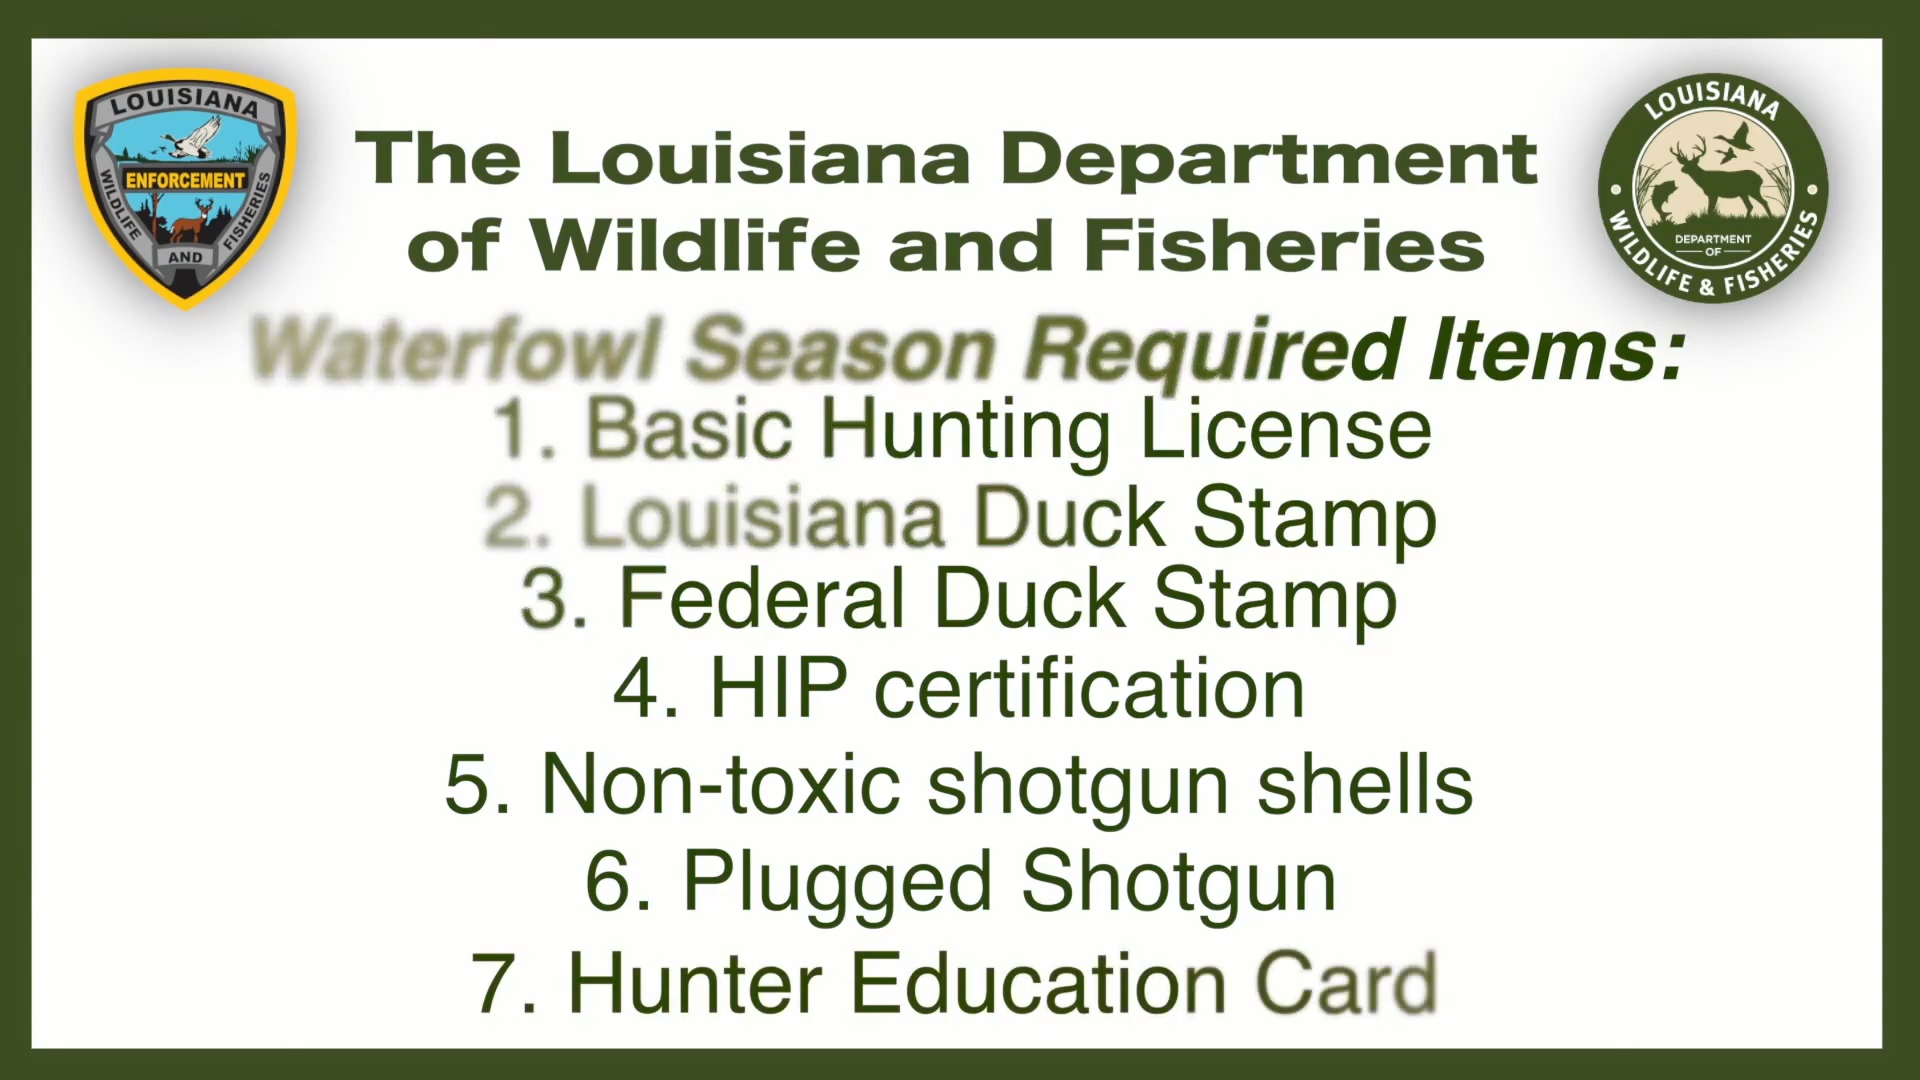 LOUISIANA
ENFORCEMENT
WILDLIFE
AND
FISHERIES
The Louisiana Department
of Wildlife and Fisheries
LOUISIANA
DEPARTMENT
OF
WILDLIFE & FISHERIES
Waterfowl Season Required Items:
1. Basic Hunting License
2. Louisiana Duck Stamp
3. Federal Duck Stamp
4. HIP certification
5. Non-toxic shotgun shells
6. Plugged Shotgun
7. Hunter Education Card